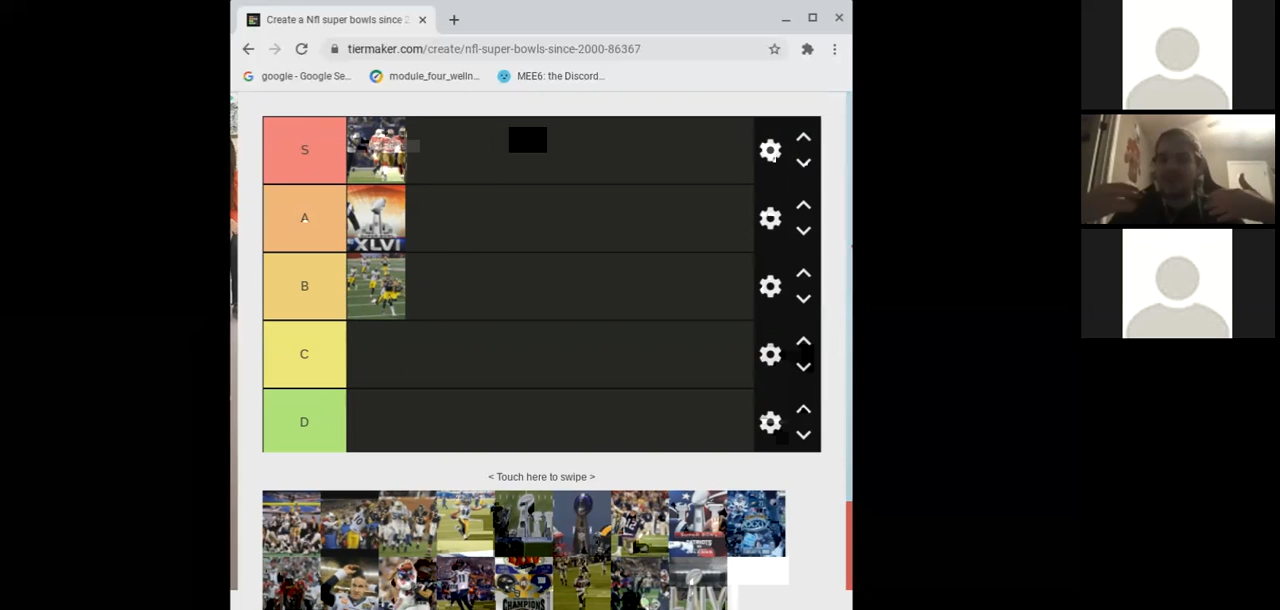 Create a Nfl super bowls since 2
tiermaker.com/create/nfl-super-bowls-since-2000-86367
google - Google Se...
module_four_welln...
MEE6: the Discord...
S
A
XLVI
B
C
D
< Touch here to swipe >
CHAMPIONS
LIV